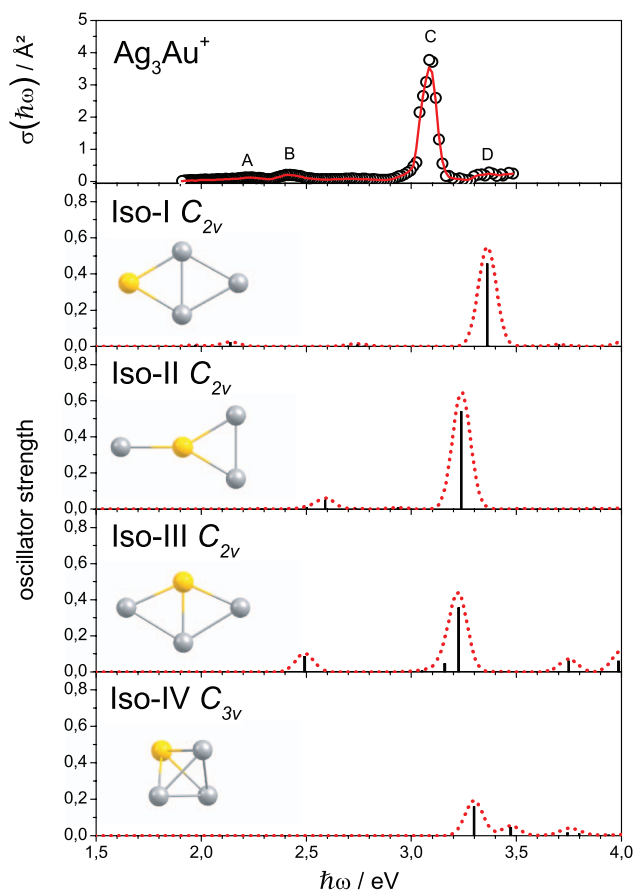 5
4
3
2
1
0
σ(ħω) / Å²
Ag₃Au⁺
A
B
C
D
Iso-I C₂ᵥ
0,8
0,6
0,4
0,2
0,0
Iso-II C₂ᵥ
0,8
0,6
0,4
0,2
0,0
Iso-III C₂ᵥ
0,8
0,6
0,4
0,2
0,0
Iso-IV C₃ᵥ
0,8
0,6
0,4
0,2
0,0
oscillator strength
1,5 2,0 2,5 3,0 3,5 4,0
ħω / eV